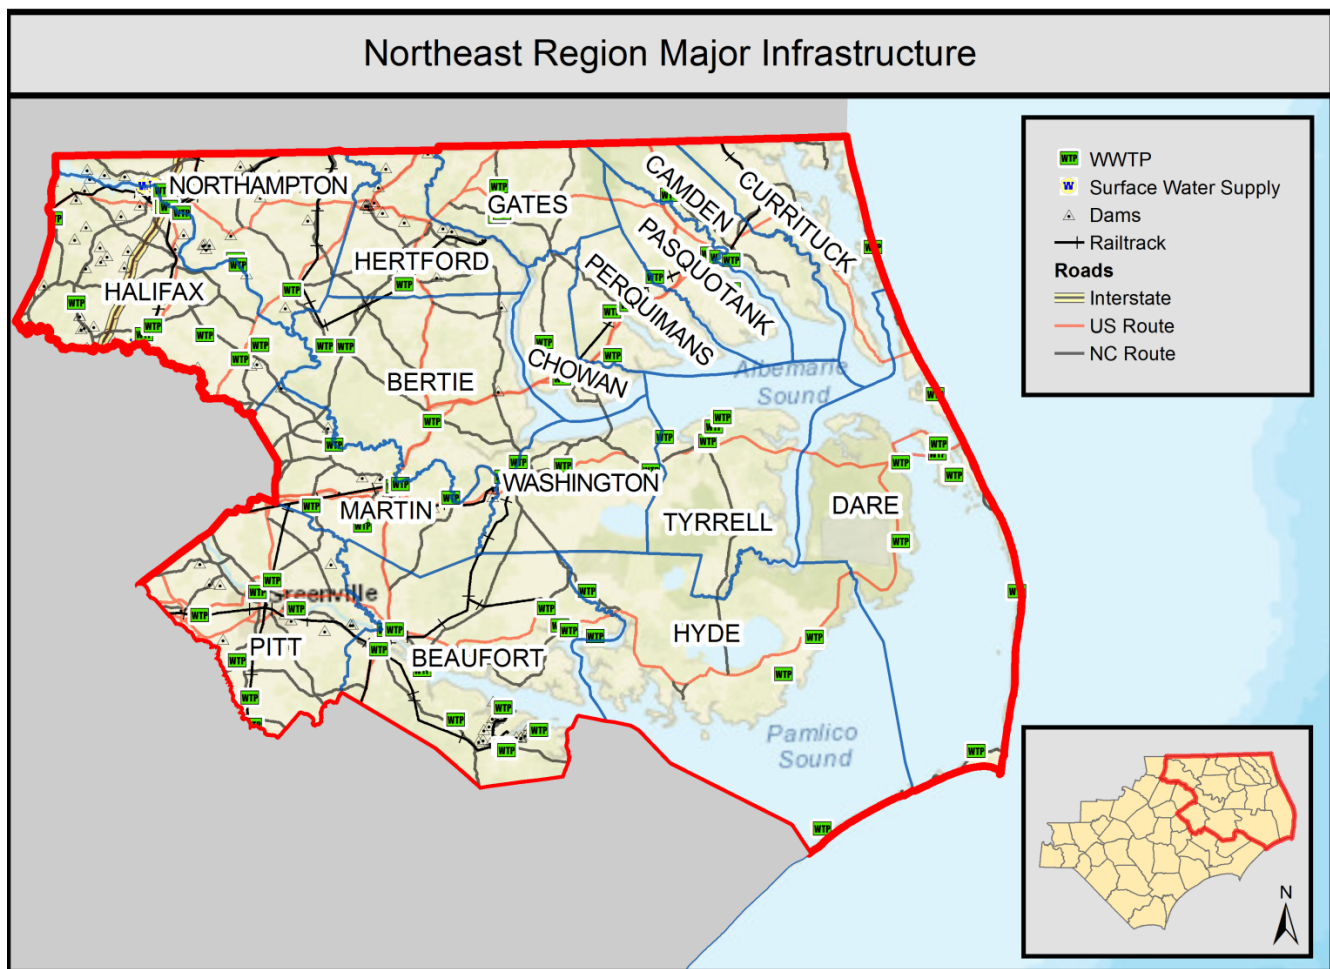 Northeast Region Major Infrastructure
WTP WWTP
W Surface Water Supply
Dams
Railtrack
Roads
Interstate
US Route
NC Route
NORTHAMPTON
GATES
CAMDEN
CURRITUCK
PASQUOTANK
PERQUIMANS
HERTFORD
HALIFAX
CHOWAN
BERTIE
Albemarle
Sound
WASHINGTON
MARTIN
TYRRELL
DARE
Greenville
PITT
BEAUFORT
HYDE
Pamlico
Sound
N